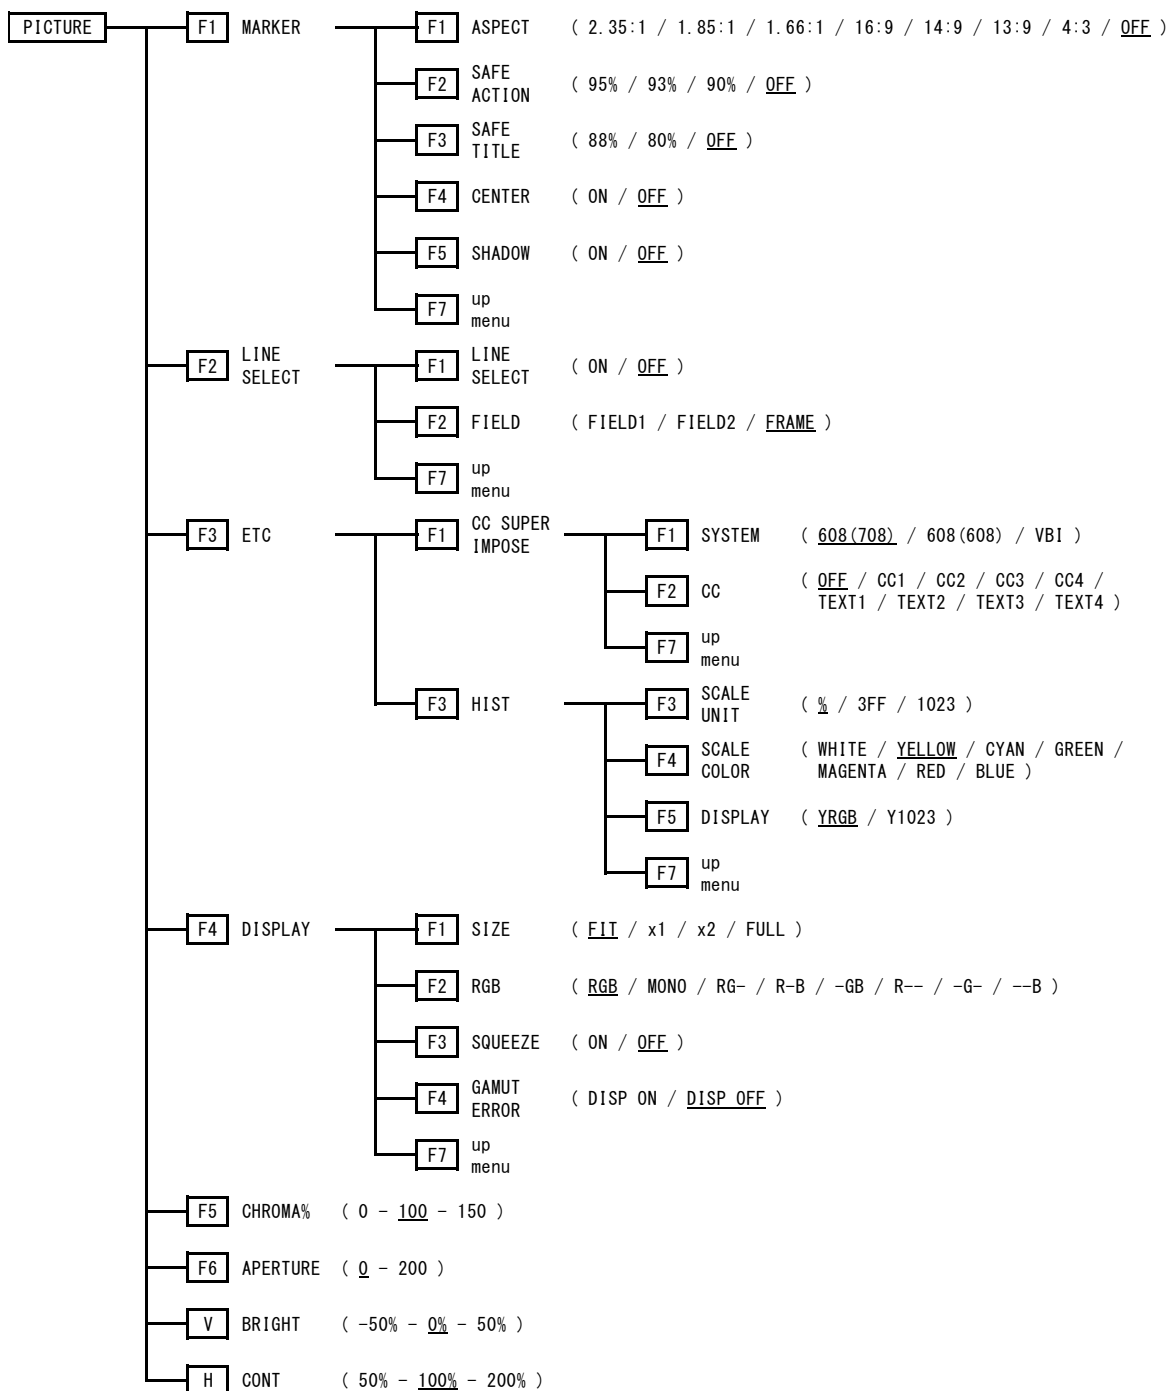 PICTURE F1 MARKER F1 ASPECT ( 2.35:1 / 1.85:1 / 1.66:1 / 16:9 / 14:9 / 13:9 / 4:3 / OFF )
F2 SAFE ACTION ( 95% / 93% / 90% / OFF )
F3 SAFE TITLE ( 88% / 80% / OFF )
F4 CENTER ( ON / OFF )
F5 SHADOW ( ON / OFF )
F7 up menu
F2 LINE SELECT F1 LINE SELECT ( ON / OFF )
F2 FIELD ( FIELD1 / FIELD2 / FRAME )
F7 up menu
F3 ETC F1 CC SUPER IMPOSE F1 SYSTEM ( 608(708) / 608(608) / VBI )
F2 CC ( OFF / CC1 / CC2 / CC3 / CC4 /
TEXT1 / TEXT2 / TEXT3 / TEXT4 )
F7 up menu
F3 HIST F3 SCALE UNIT ( % / 3FF / 1023 )
F4 SCALE COLOR ( WHITE / YELLOW / CYAN / GREEN /
MAGENTA / RED / BLUE )
F5 DISPLAY ( YRGB / Y1023 )
F7 up menu
F4 DISPLAY F1 SIZE ( FIT / x1 / x2 / FULL )
F2 RGB ( RGB / MONO / RG- / R-B / -GB / R-- / -G- / --B )
F3 SQUEEZE ( ON / OFF )
F4 GAMUT ERROR ( DISP ON / DISP OFF )
F7 up menu
F5 CHROMA% ( 0 - 100 - 150 )
F6 APERTURE ( 0 - 200 )
V BRIGHT ( -50% - 0% - 50% )
H CONT ( 50% - 100% - 200% )